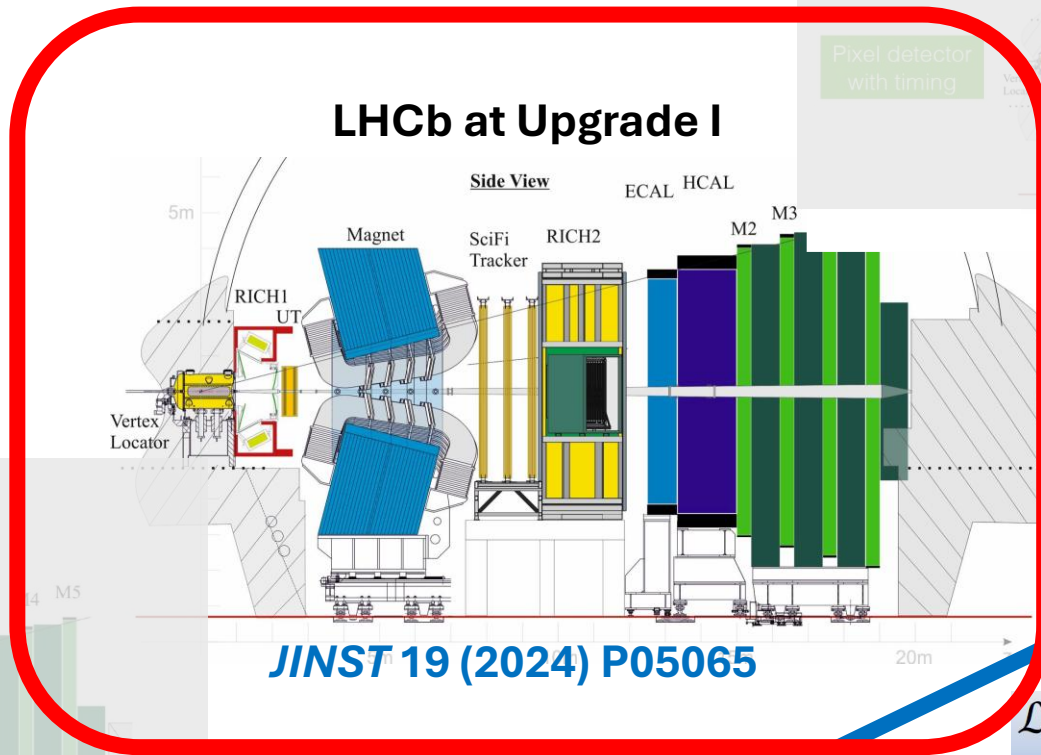 Pixel detector
with timing
LHCb at Upgrade I
Side View
ECAL
HCAL
M2
M3
5m
Magnet
SciFi
Tracker
RICH2
RICH1
UT
Vertex
Locator
M5
5m
20m
JINST 19 (2024) P05065
ℒ